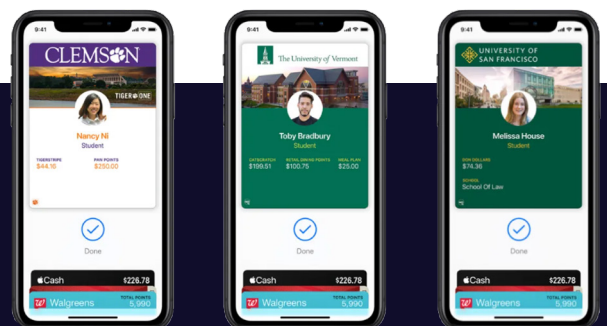 9:41
CLEMSON
TIGER ONE
Nancy Ni
Student
TIGERSTRIPE PAW POINTS
$44.16 $250.00
Done
Cash $226.78
Walgreens TOTAL POINTS 5,990
9:41
The University of Vermont
Toby Bradbury
Student
CATSCRATCH RETAIL DINING POINTS MEAL PLAN
$199.51 $100.75 $25.00
Done
Cash $226.78
Walgreens TOTAL POINTS 5,990
9:41
UNIVERSITY OF
SAN FRANCISCO
Melissa House
Student
DON DOLLARS
$74.36
SCHOOL
School Of Law
Done
Cash $226.78
Walgreens TOTAL POINTS 5,990